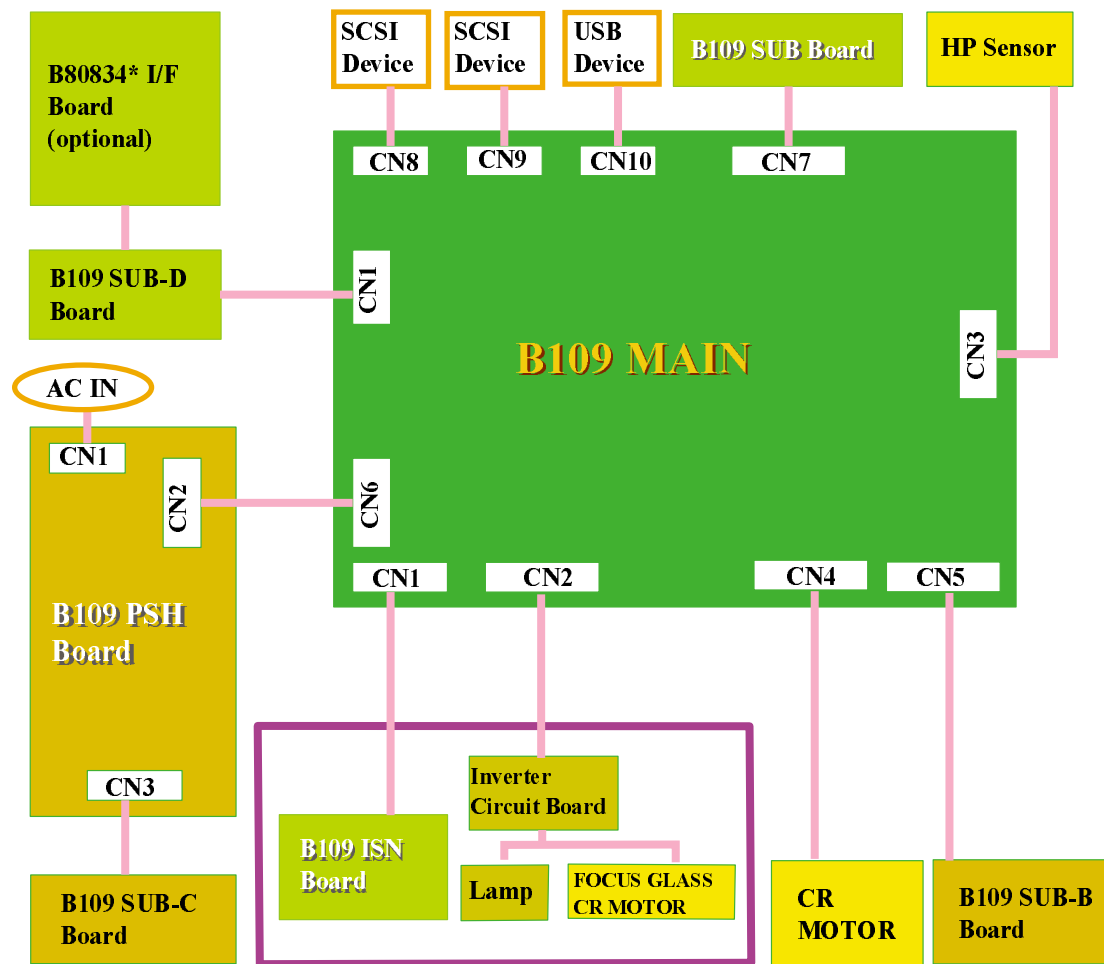 SCSI
Device
SCSI
Device
USB
Device
B109 SUB Board
HP Sensor
B80834* I/F
Board
(optional)
CN8
CN9
CN10
CN7
B109 SUB-D
Board
CN1
B109 MAIN
CN3
AC IN
CN1
CN2
CN6
CN1
CN2
CN4
CN5
B109 PSH
Board
CN3
Inverter
Circuit Board
B109 ISN
Board
Lamp
FOCUS GLASS
CR MOTOR
B109 SUB-C
Board
CR
MOTOR
B109 SUB-B
Board